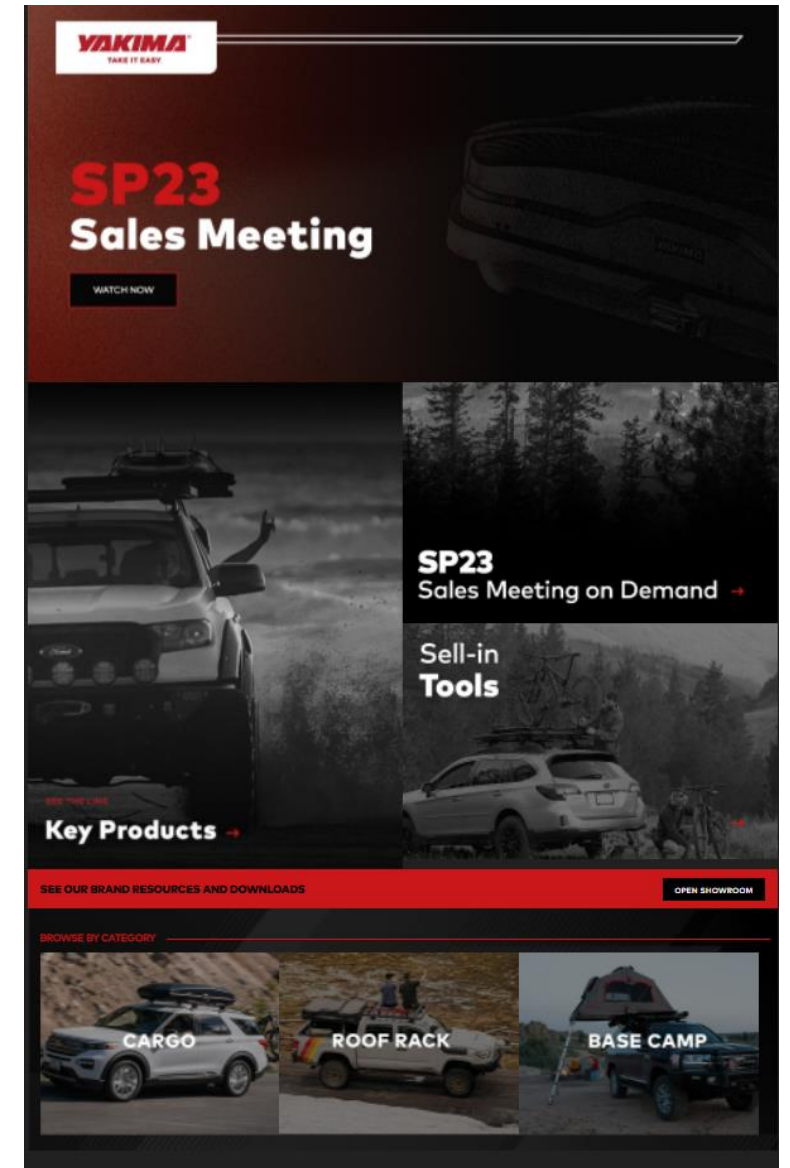 YAKIMA
TAKE IT EASY
SP23
Sales Meeting
WATCH NOW
SP23
Sales Meeting on Demand →
Sell-in
Tools
→
SEE THE LINE
Key Products →
SEE OUR BRAND RESOURCES AND DOWNLOADS
OPEN SHOWROOM
BROWSE BY CATEGORY
CARGO
ROOF RACK
BASE CAMP